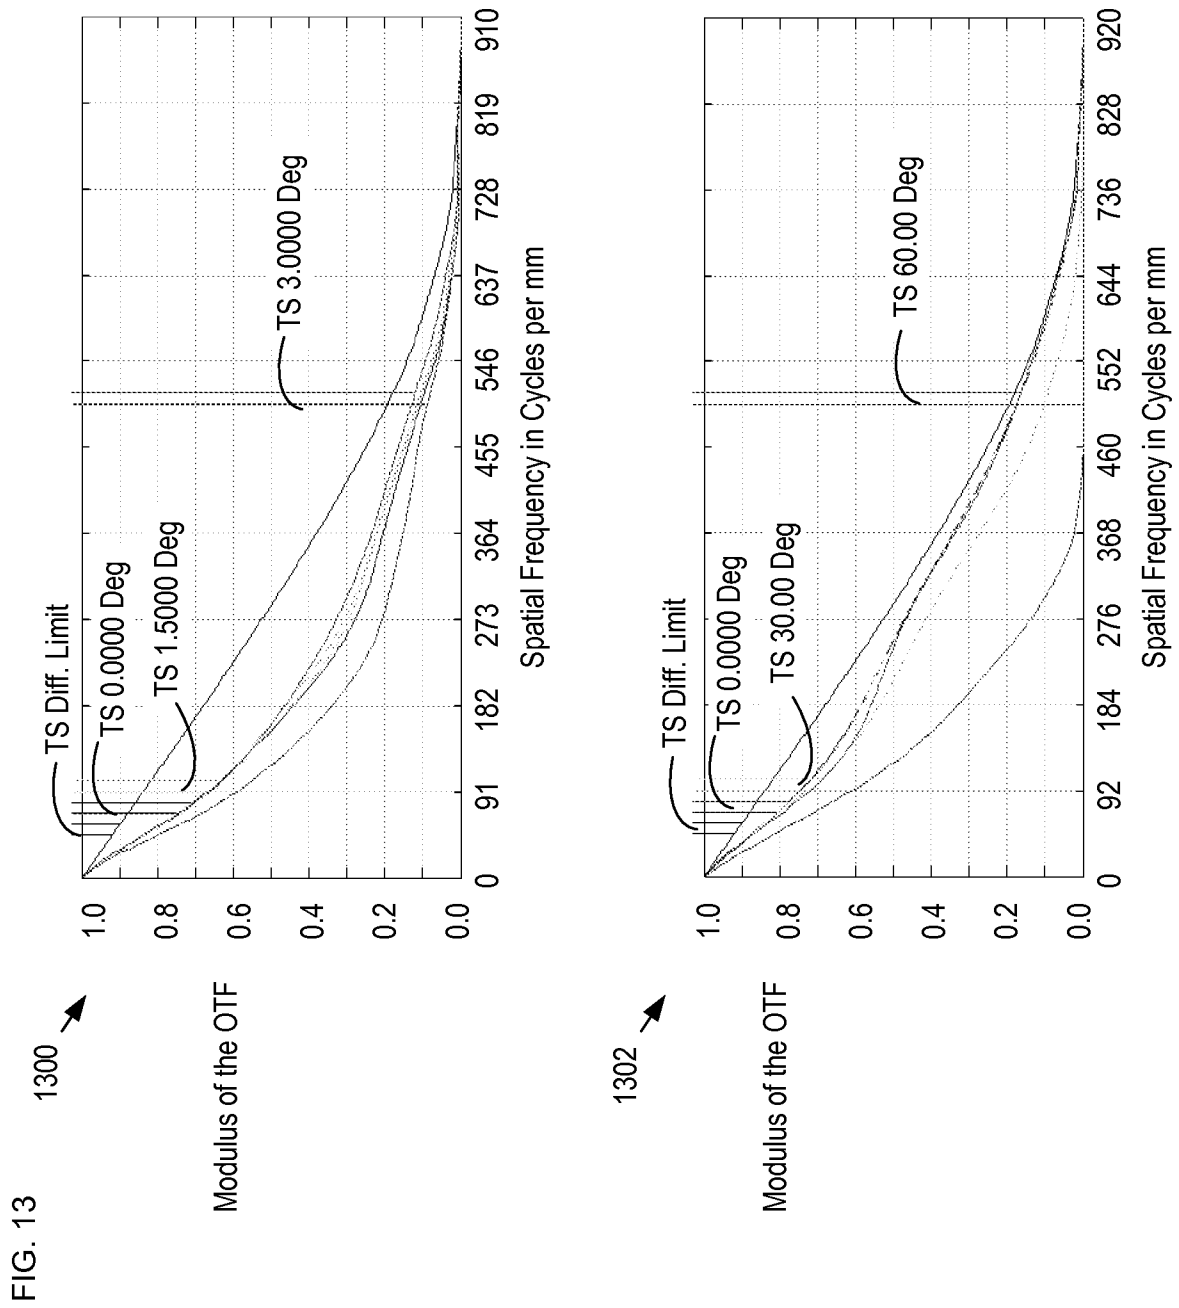 FIG. 13
1300
Modulus of the OTF
1.0
0.8
0.6
0.4
0.2
0.0
TS Diff. Limit
TS 0.0000 Deg
TS 1.5000 Deg
TS 3.0000 Deg
0
91
182
273
364
455
546
637
728
819
910
Spatial Frequency in Cycles per mm
1302
Modulus of the OTF
1.0
0.8
0.6
0.4
0.2
0.0
TS Diff. Limit
TS 0.0000 Deg
TS 30.00 Deg
TS 60.00 Deg
0
92
184
276
368
460
552
644
736
828
920
Spatial Frequency in Cycles per mm